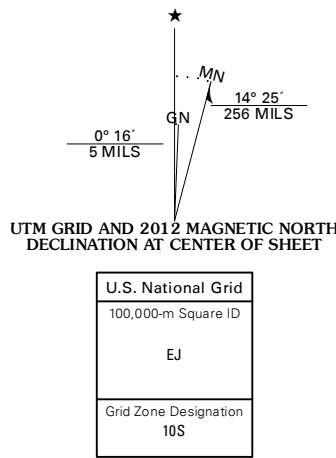 MN
GN
14° 25´
256 MILS
0° 16´
5 MILS
UTM GRID AND 2012 MAGNETIC NORTH
DECLINATION AT CENTER OF SHEET
U.S. National Grid
100,000-m Square ID
EJ
Grid Zone Designation
10S